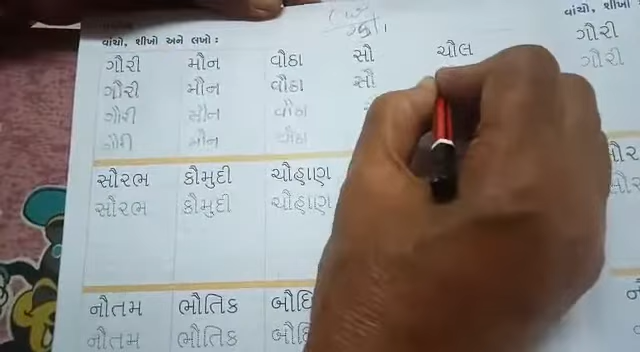 વાંચો, શીખો અને લખો :
ગૌરી મૌન વૌઠા સૌ ચૌલ
ગૌરી મૌન વૌઠા સૌ
ગૌરી મૌન વૌઠા
ગૌરી મૌન વૌઠા
સૌરભ કૌમુદી ચૌહાણ
સૌરભ કૌમુદી ચૌહાણ
નૌતમ ભૌતિક
નૌતમ ભૌતિક
વાંચો, શીખો
ગૌરી
ગૌરી